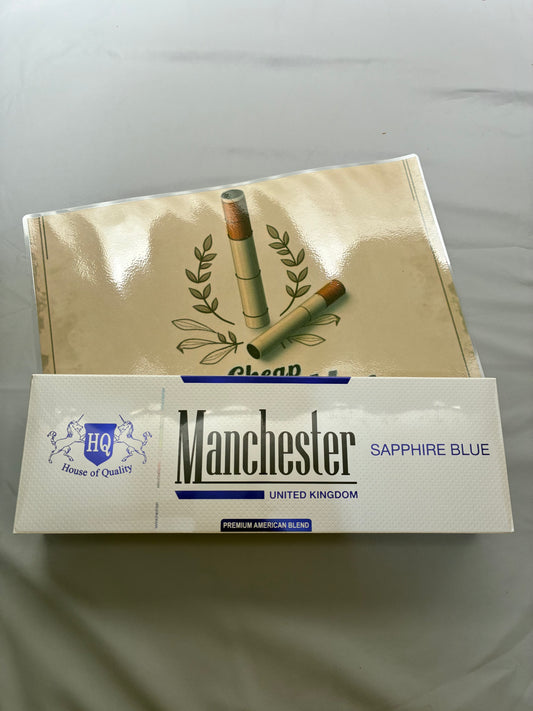 Cheap
HQ
House of Quality
Manchester
SAPPHIRE BLUE
UNITED KINGDOM
PREMIUM AMERICAN BLEND